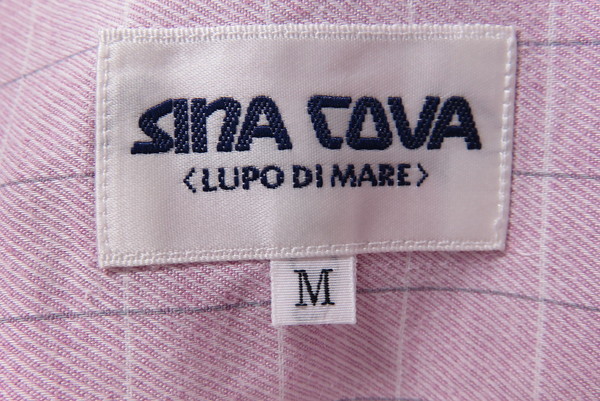 SINA COVA
<LUPO DI MARE>
M